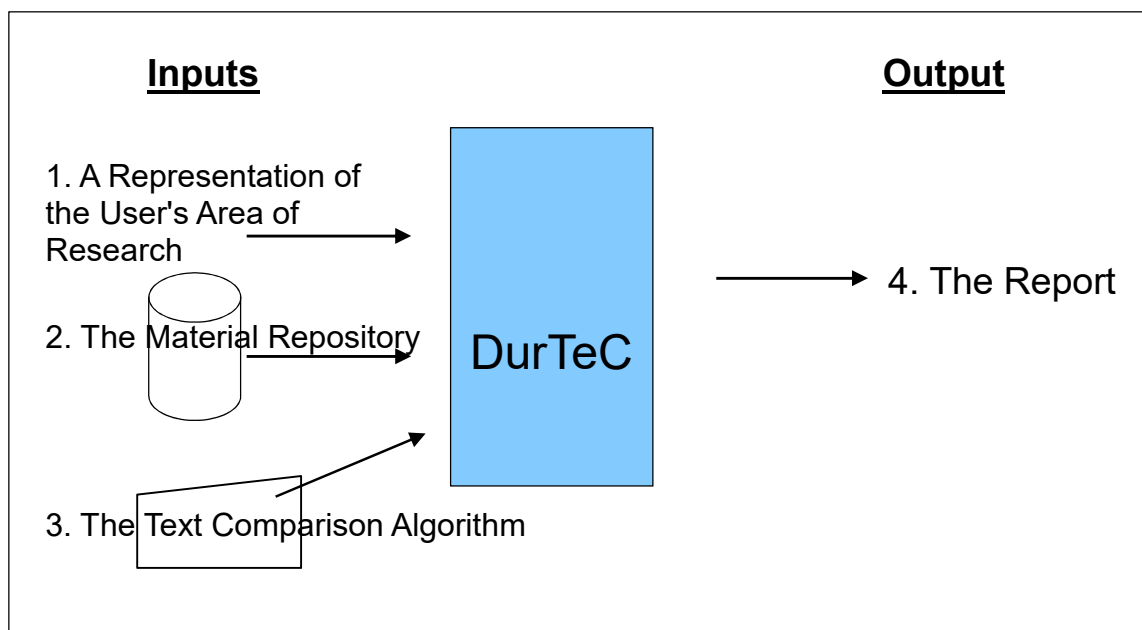 Inputs
Output
1. A Representation of
the User's Area of
Research
2. The Material Repository
3. The Text Comparison Algorithm
DurTeC
4. The Report